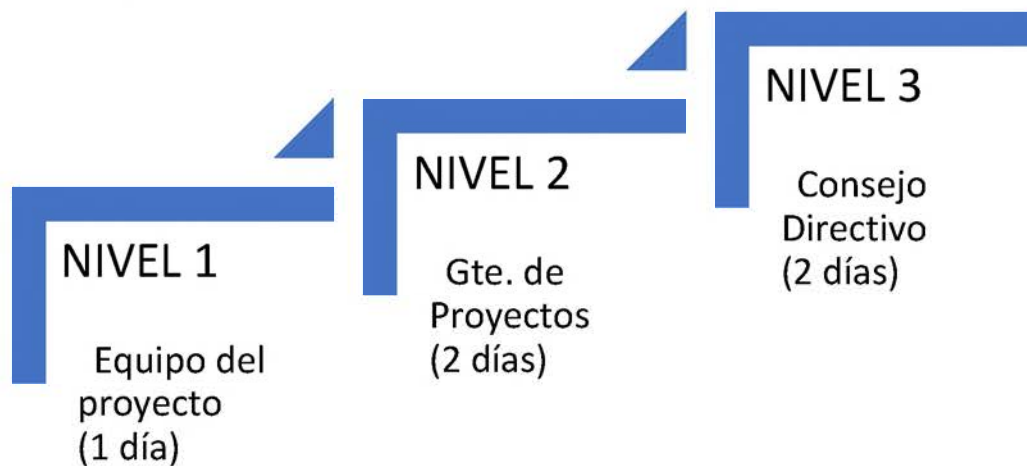 NIVEL 1
Equipo del
proyecto
(1 día)
NIVEL 2
Gte. de
Proyectos
(2 días)
NIVEL 3
Consejo
Directivo
(2 días)